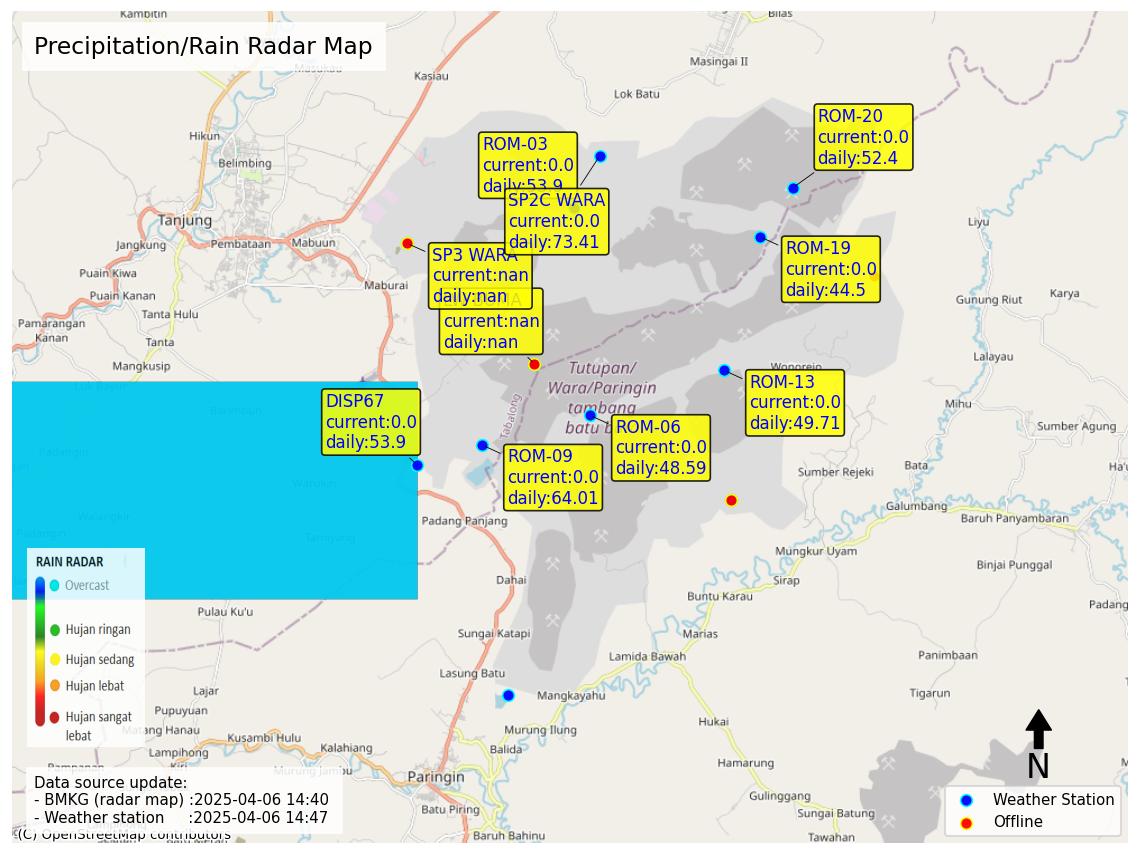 Precipitation/Rain Radar Map
Kambitin
Bilas
Masingai II
Kasiau
Lok Batu
Hikun
Belimbing
Tanjung
Jangkung
Pembataan
Mabuun
Puain Kiwa
Maburai
Puain Kanan
Tanta Hulu
Pamarangan
Kanan
Tanta
Mangkusip
Liyu
Gunung Riut
Karya
Lalayau
Mihu
Sumber Agung
Wonorejo
Bata
Ha'u
Sumber Rejeki
Galumbang
Baruh Panyambaran
Mungkur Uyam
Binjai Punggal
Sirap
Buntu Karau
Padang
Marias
Panimbaan
Lamida Bawah
Tigarun
Hukai
Hamarung
Gulinggang
Sungai Batung
Tawahan
Padang Panjang
Dahai
Sungai Katapi
Lasung Batu
Mangkayahu
Murung Ilung
Balida
Paringin
Batu Piring
Baruh Bahinu
Pulau Ku'u
Lajar
Pupuyuan
Matang Hanau
Lampihong
Kusambi Hulu
Kalahiang
Murung Jambu
Tabalong
Tutupan/
Wara/Paringin
tambang
batu b
ROM-03
current:0.0
daily:53.9
SP2C WARA
current:0.0
daily:73.41
ROM-20
current:0.0
daily:52.4
ROM-19
current:0.0
daily:44.5
SP3 WARA
current:nan
daily:nan
current:nan
daily:nan
ROM-13
current:0.0
daily:49.71
DISP67
current:0.0
daily:53.9
ROM-06
current:0.0
daily:48.59
ROM-09
current:0.0
daily:64.01
RAIN RADAR
Overcast
Hujan ringan
Hujan sedang
Hujan lebat
Hujan sangat
lebat
Data source update:
- BMKG (radar map) :2025-04-06 14:40
- Weather station :2025-04-06 14:47
(C) OpenStreetMap contributors
N
Weather Station
Offline